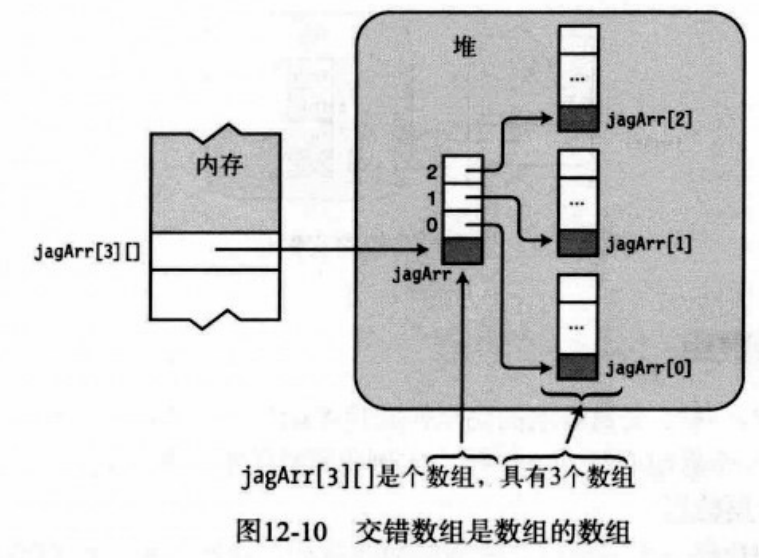 堆
...
jagArr[2]
内存
2
1
0
...
jagArr[3][]
jagArr
jagArr[1]
...
jagArr[0]
jagArr[3][]是个数组，具有3个数组
图12-10 交错数组是数组的数组